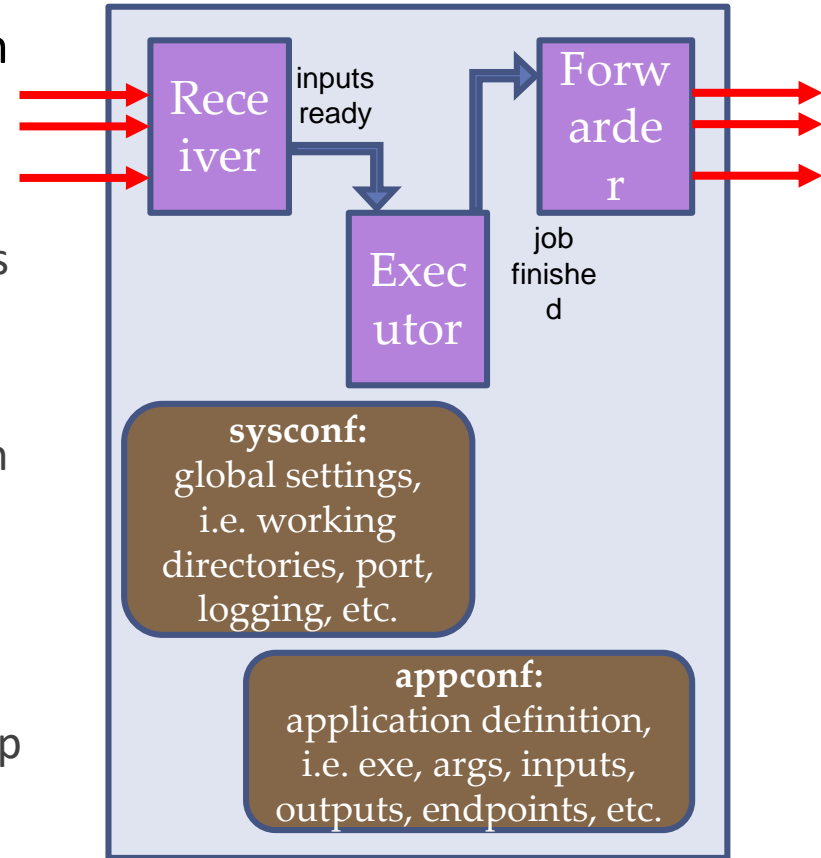 n
Rece
iver
inputs
ready
Forw
arde
r
s
Exec
utor
job
finishe
d
n
sysconf:
global settings,
i.e. working
directories, port,
logging, etc.
p
appconf:
application definition,
i.e. exe, args, inputs,
outputs, endpoints, etc.